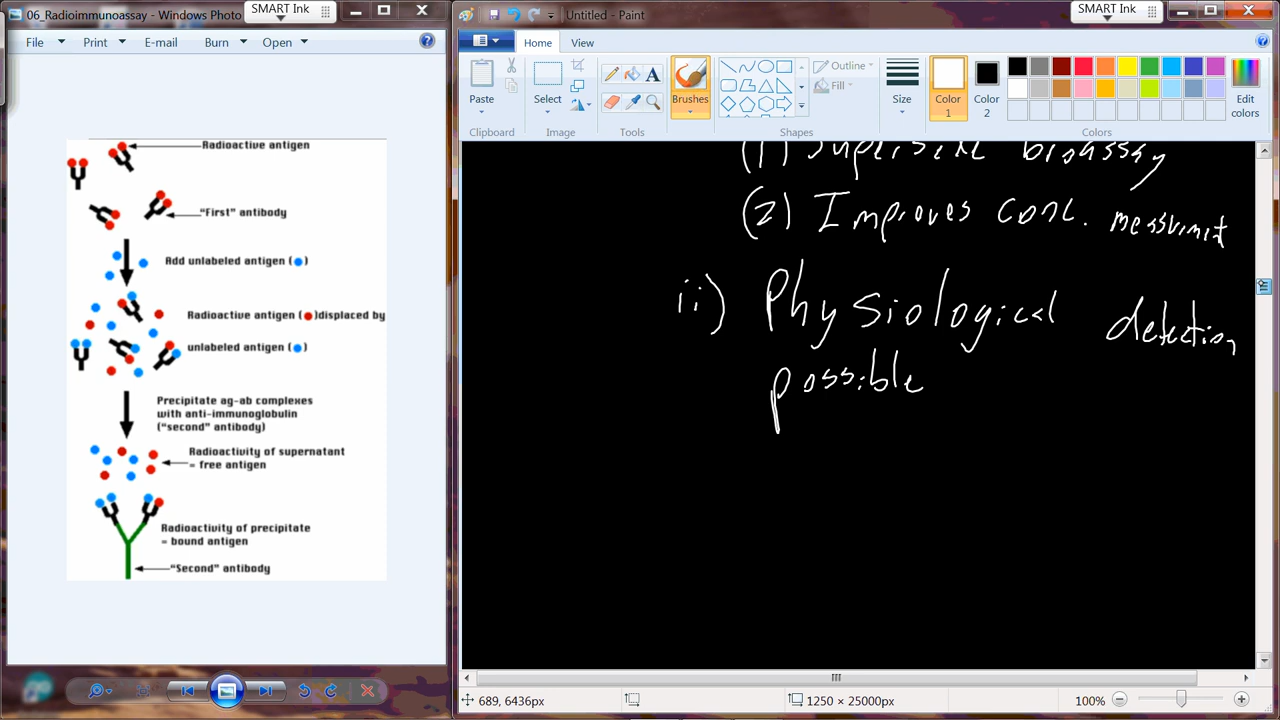 06_Radioimmunoassay - Windows Photo
SMART Ink
File Print E-mail Burn Open
Radioactive antigen
"First" antibody
Add unlabeled antigen ( )
Radioactive antigen ( )displaced by
unlabeled antigen ( )
Precipitate ag-ab complexes
with anti-immunoglobulin
("second" antibody)
Radioactivity of supernatant
= free antigen
Radioactivity of precipitate
= bound antigen
"Second" antibody
Untitled - Paint
SMART Ink
Home View
Paste
Select
Brushes
Outline
Fill
Size
Color
1
Color
2
Edit
colors
Clipboard Image Tools Shapes Colors
(1) bioassay
(2) Improves conc.
ii) Physiological detection
possible
689, 6436px 1250 × 25000px 100%